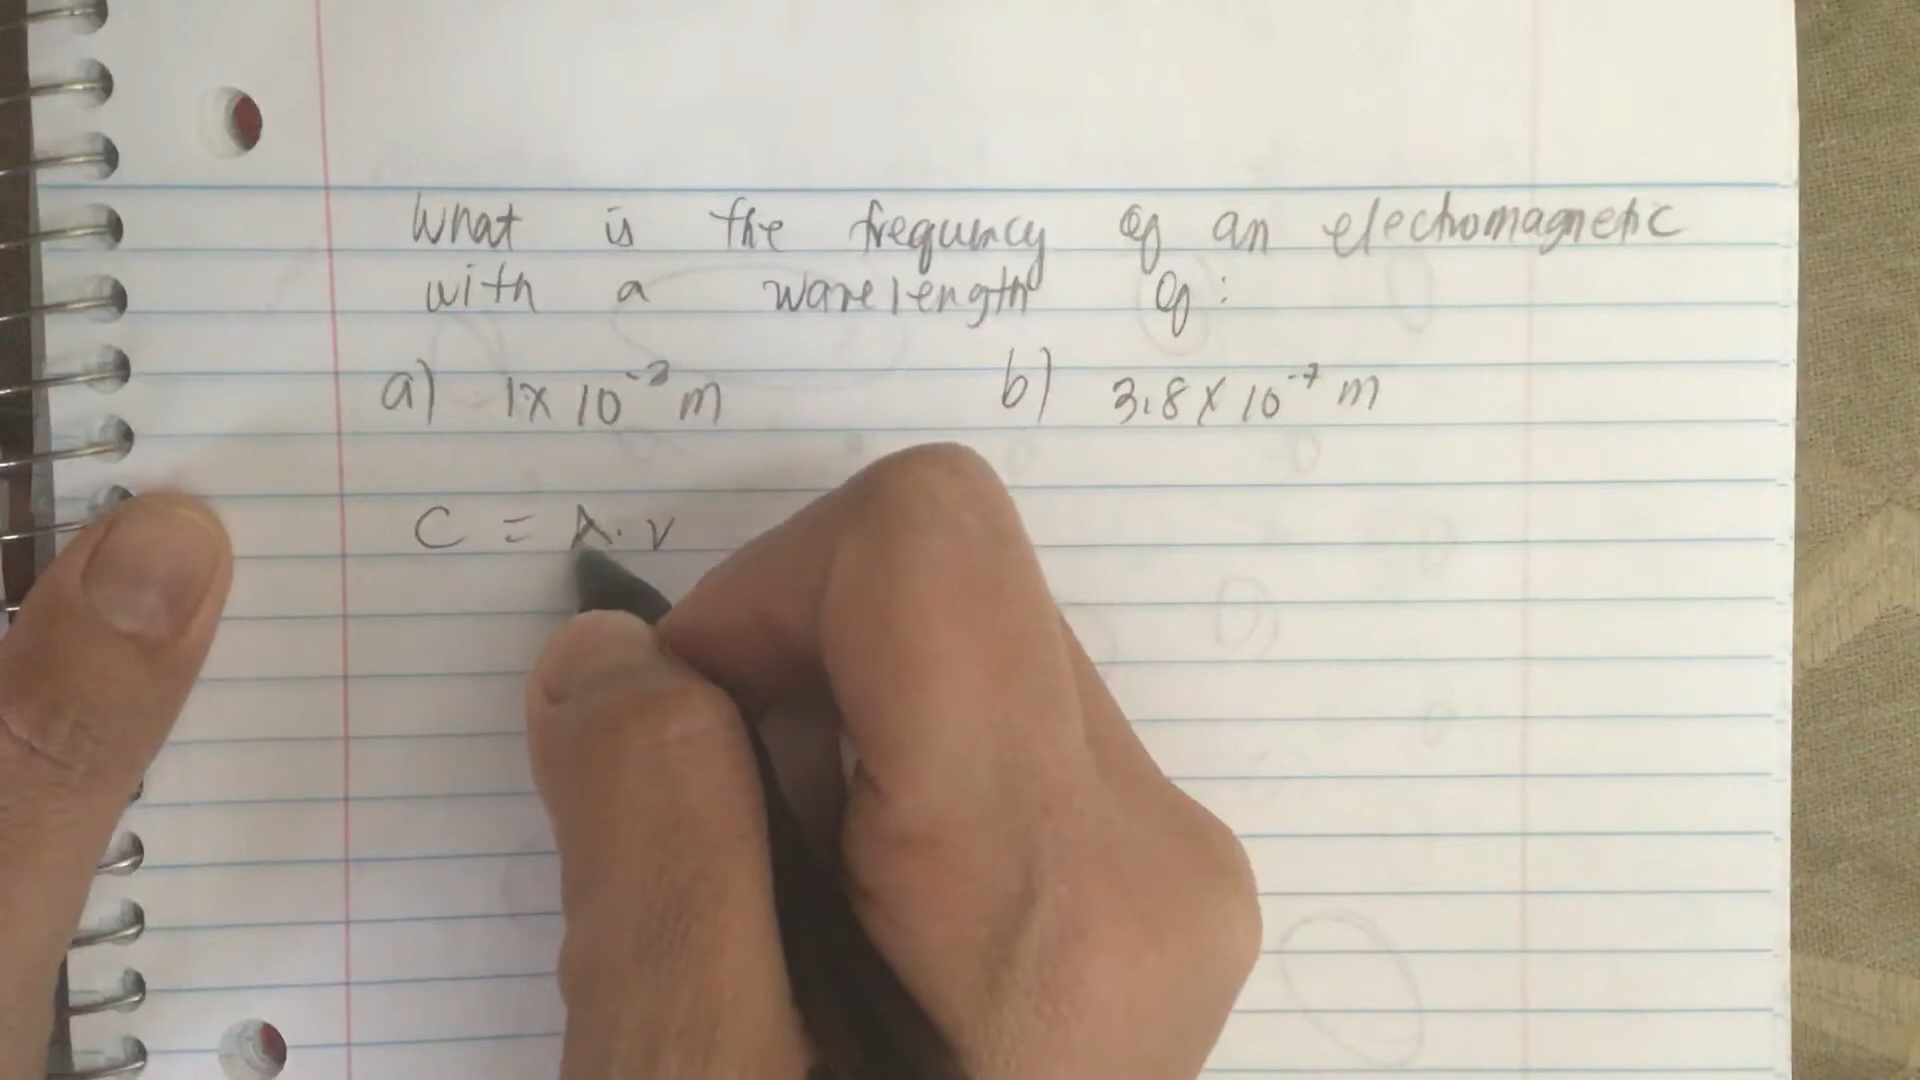 What is the frequency of an electromagnetic
with a wavelength of:
a) 1x 10⁻² m b) 3.8 x 10⁻⁷ m
C = λ. v